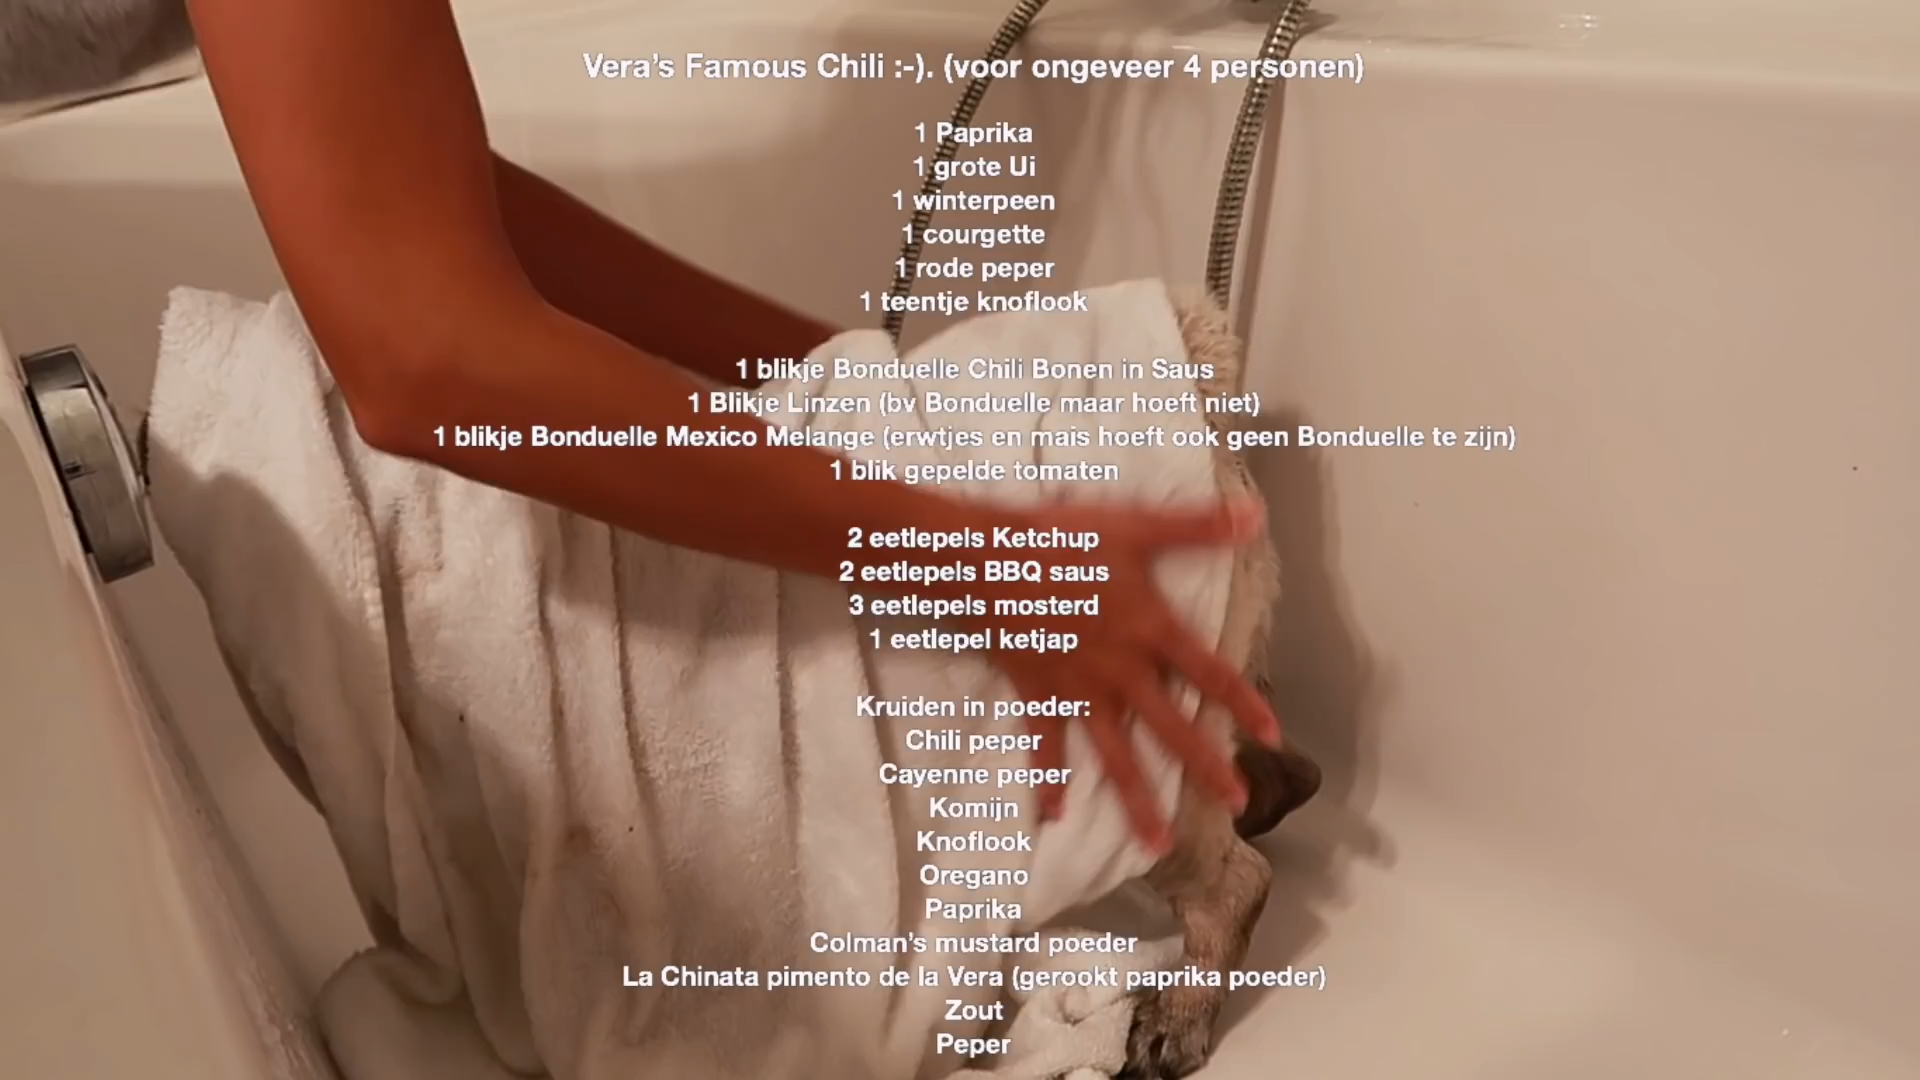 Vera's Famous Chili :-). (voor ongeveer 4 personen)
1 Paprika
1 grote Ui
1 winterpeen
1 courgette
1 rode peper
1 teentje knoflook
1 blikje Bonduelle Chili Bonen in Saus
1 Blikje Linzen (bv Bonduelle maar hoeft niet)
1 blikje Bonduelle Mexico Melange (erwtjes en mais hoeft ook geen Bonduelle te zijn)
1 blik gepelde tomaten
2 eetlepels Ketchup
2 eetlepels BBQ saus
3 eetlepels mosterd
1 eetlepel ketjap
Kruiden in poeder:
Chili peper
Cayenne peper
Komijn
Knoflook
Oregano
Paprika
Colman's mustard poeder
La Chinata pimento de la Vera (gerookt paprika poeder)
Zout
Peper